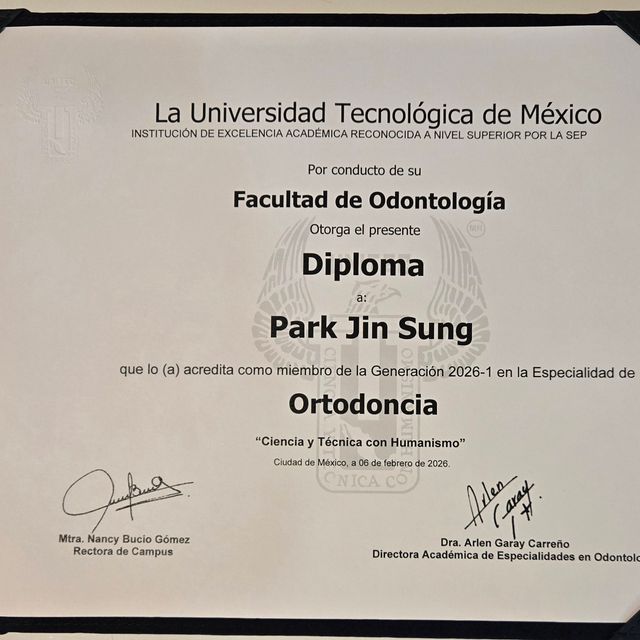 La Universidad Tecnológica de México
INSTITUCIÓN DE EXCELENCIA ACADÉMICA RECONOCIDA A NIVEL SUPERIOR POR LA SEP
Por conducto de su
Facultad de Odontología
Otorga el presente
Diploma
a:
Park Jin Sung
que lo (a) acredita como miembro de la Generación 2026-1 en la Especialidad de
Ortodoncia
“Ciencia y Técnica con Humanismo”
Ciudad de México, a 06 de febrero de 2026.
Arlen
Garay
Mtra. Nancy Bucio Gómez
Rectora de Campus
Dra. Arlen Garay Carreño
Directora Académica de Especialidades en Odontolo